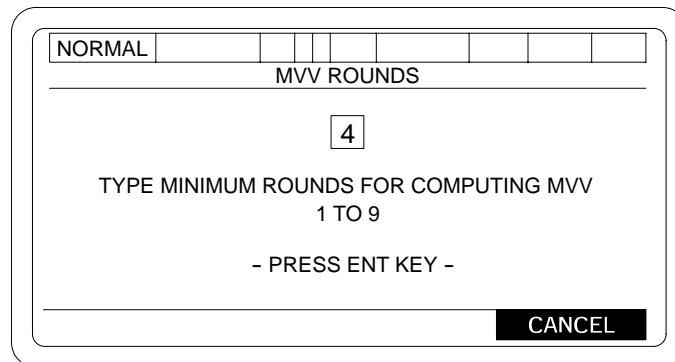 NORMAL
MVV ROUNDS
4
TYPE MINIMUM ROUNDS FOR COMPUTING MVV
1 TO 9
- PRESS ENT KEY -
CANCEL